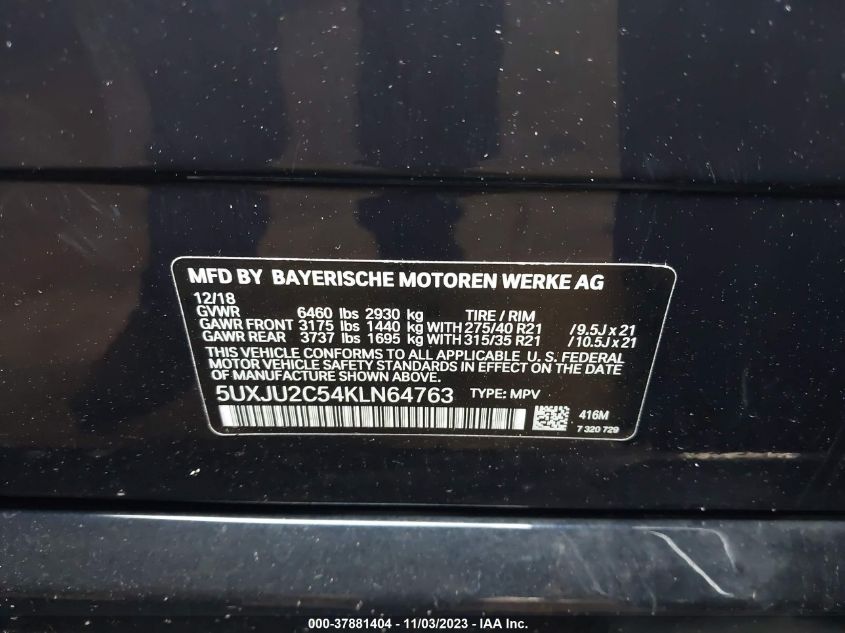 MFD BY BAYERISCHE MOTOREN WERKE AG
12/18
GVWR 6460 lbs 2930 kg TIRE / RIM
GAWR FRONT 3175 lbs 1440 kg WITH 275/40 R21 / 9.5J x 21
GAWR REAR 3737 lbs 1695 kg WITH 315/35 R21 / 10.5J x 21
THIS VEHICLE CONFORMS TO ALL APPLICABLE U. S. FEDERAL
MOTOR VEHICLE SAFETY STANDARDS IN EFFECT ON THE DATE
OF MANUFACTURE SHOWN ABOVE.
5UXJU2C54KLN64763 TYPE: MPV
416M
7 320 729
000-37881404 - 11/03/2023 - IAA Inc.